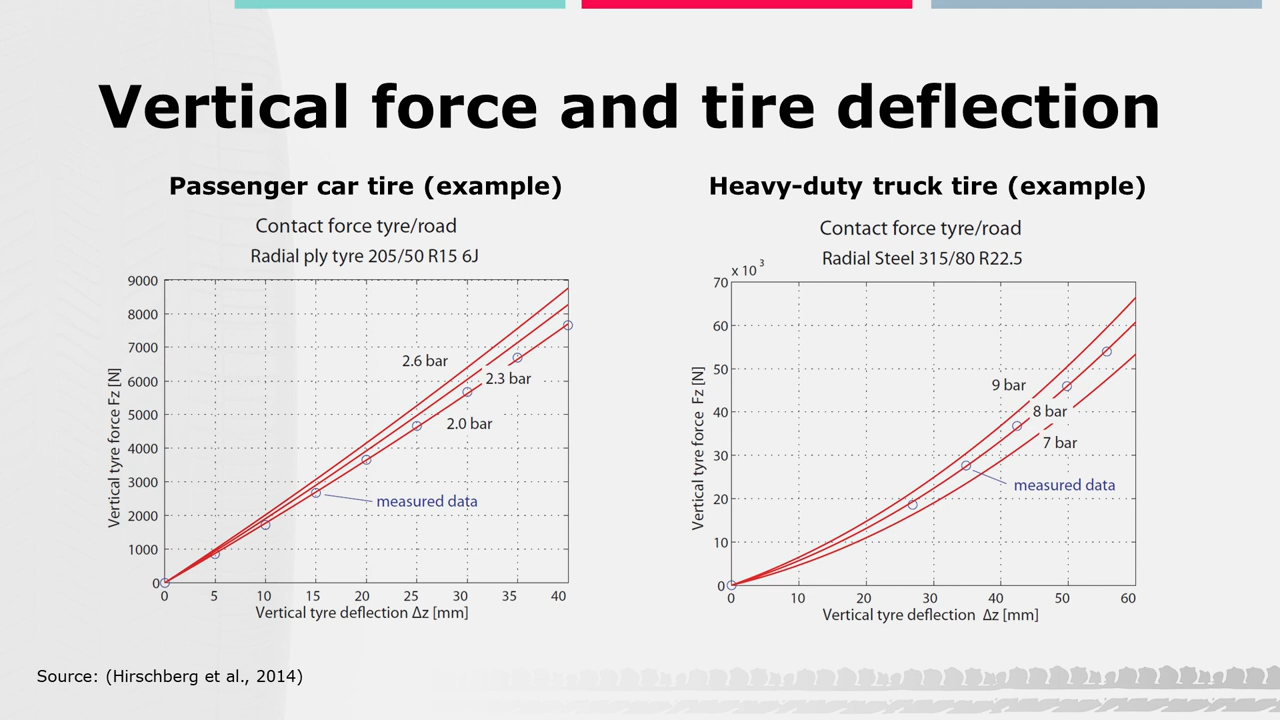 Vertical force and tire deflection
Passenger car tire (example)
Contact force tyre/road
Radial ply tyre 205/50 R15 6J
9000
8000
7000
6000
5000
4000
3000
2000
1000
0
Vertical tyre force Fz [N]
2.6 bar
2.3 bar
2.0 bar
measured data
0 5 10 15 20 25 30 35 40
Vertical tyre deflection Δz [mm]
Heavy-duty truck tire (example)
Contact force tyre/road
Radial Steel 315/80 R22.5
x 10³
70
60
50
40
30
20
10
0
Vertical tyre force Fz [N]
9 bar
8 bar
7 bar
measured data
0 10 20 30 40 50 60
Vertical tyre deflection Δz [mm]
Source: (Hirschberg et al., 2014)